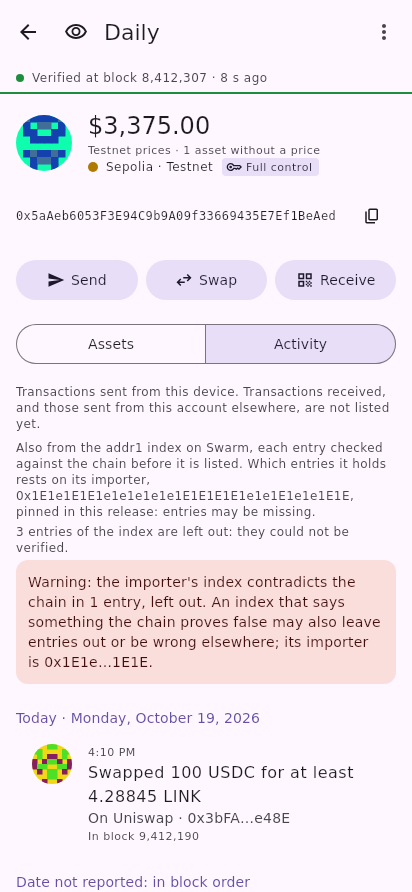 Daily
Verified at block 8,412,307 · 8 s ago
$3,375.00
Testnet prices · 1 asset without a price
Sepolia · Testnet Full control
0x5aAeb6053F3E94C9b9A09f33669435E7Ef1BeAed
Send Swap Receive
Assets Activity
Transactions sent from this device. Transactions received,
and those sent from this account elsewhere, are not listed
yet.
Also from the addr1 index on Swarm, each entry checked
against the chain before it is listed. Which entries it holds
rests on its importer,
0x1E1e1E1E1e1e1e1e1e1E1E1E1E1e1e1E1e1e1e1E1E,
pinned in this release: entries may be missing.
3 entries of the index are left out: they could not be
verified.
Warning: the importer's index contradicts the
chain in 1 entry, left out. An index that says
something the chain proves false may also leave
entries out or be wrong elsewhere; its importer
is 0x1E1e…1E1E.
Today · Monday, October 19, 2026
4:10 PM
Swapped 100 USDC for at least
4.28845 LINK
On Uniswap · 0x3bFA…e48E
In block 9,412,190
Date not reported: in block order